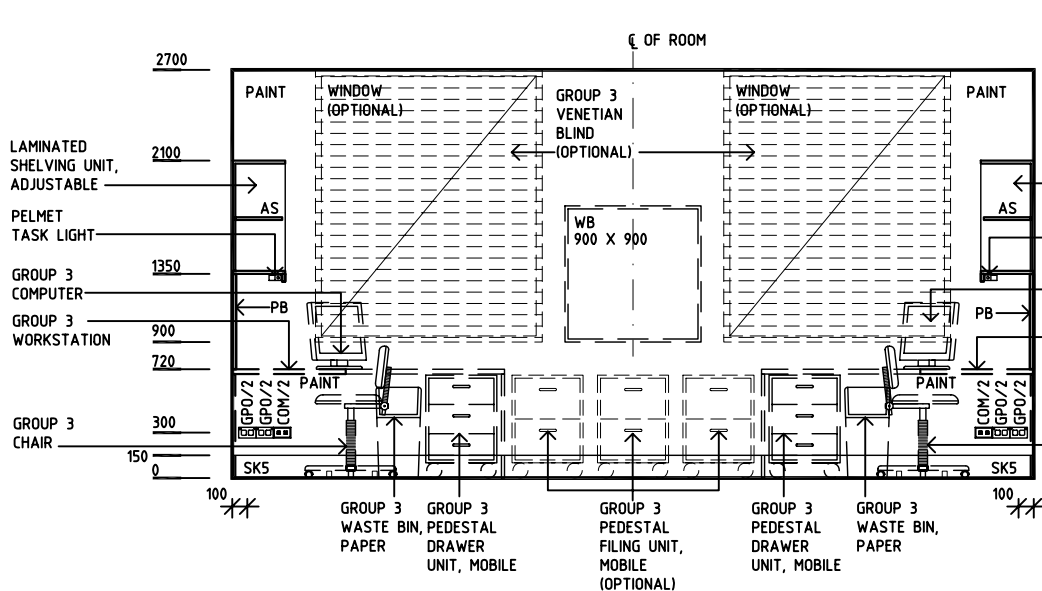 ℄ OF ROOM
2700
PAINT
WINDOW
(OPTIONAL)
GROUP 3
VENETIAN
BLIND
(OPTIONAL)
WINDOW
(OPTIONAL)
PAINT
LAMINATED
SHELVING UNIT,
ADJUSTABLE
2100
AS
AS
PELMET
TASK LIGHT
WB
900 X 900
GROUP 3
COMPUTER
1350
PB
PB
GROUP 3
WORKSTATION
900
720
PAINT
PAINT
GPO/2
GPO/2
COM/2
COM/2
GPO/2
GPO/2
GROUP 3
CHAIR
300
150
0
SK5
SK5
100
100
GROUP 3
WASTE BIN,
PAPER
GROUP 3
PEDESTAL
DRAWER
UNIT, MOBILE
GROUP 3
PEDESTAL
FILING UNIT,
MOBILE
(OPTIONAL)
GROUP 3
PEDESTAL
DRAWER
UNIT, MOBILE
GROUP 3
WASTE BIN,
PAPER